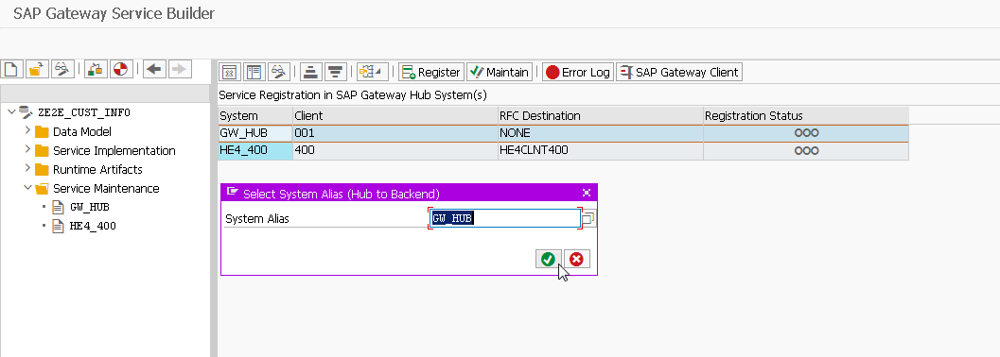 SAP Gateway Service Builder
Register Maintain Error Log SAP Gateway Client
Service Registration in SAP Gateway Hub System(s)
System Client RFC Destination Registration Status
GW_HUB 001 NONE
HE4_400 400 HE4CLNT400
ZE2E_CUST_INFO
Data Model
Service Implementation
Runtime Artifacts
Service Maintenance
GW_HUB
HE4_400
Select System Alias (Hub to Backend)
System Alias GW_HUB